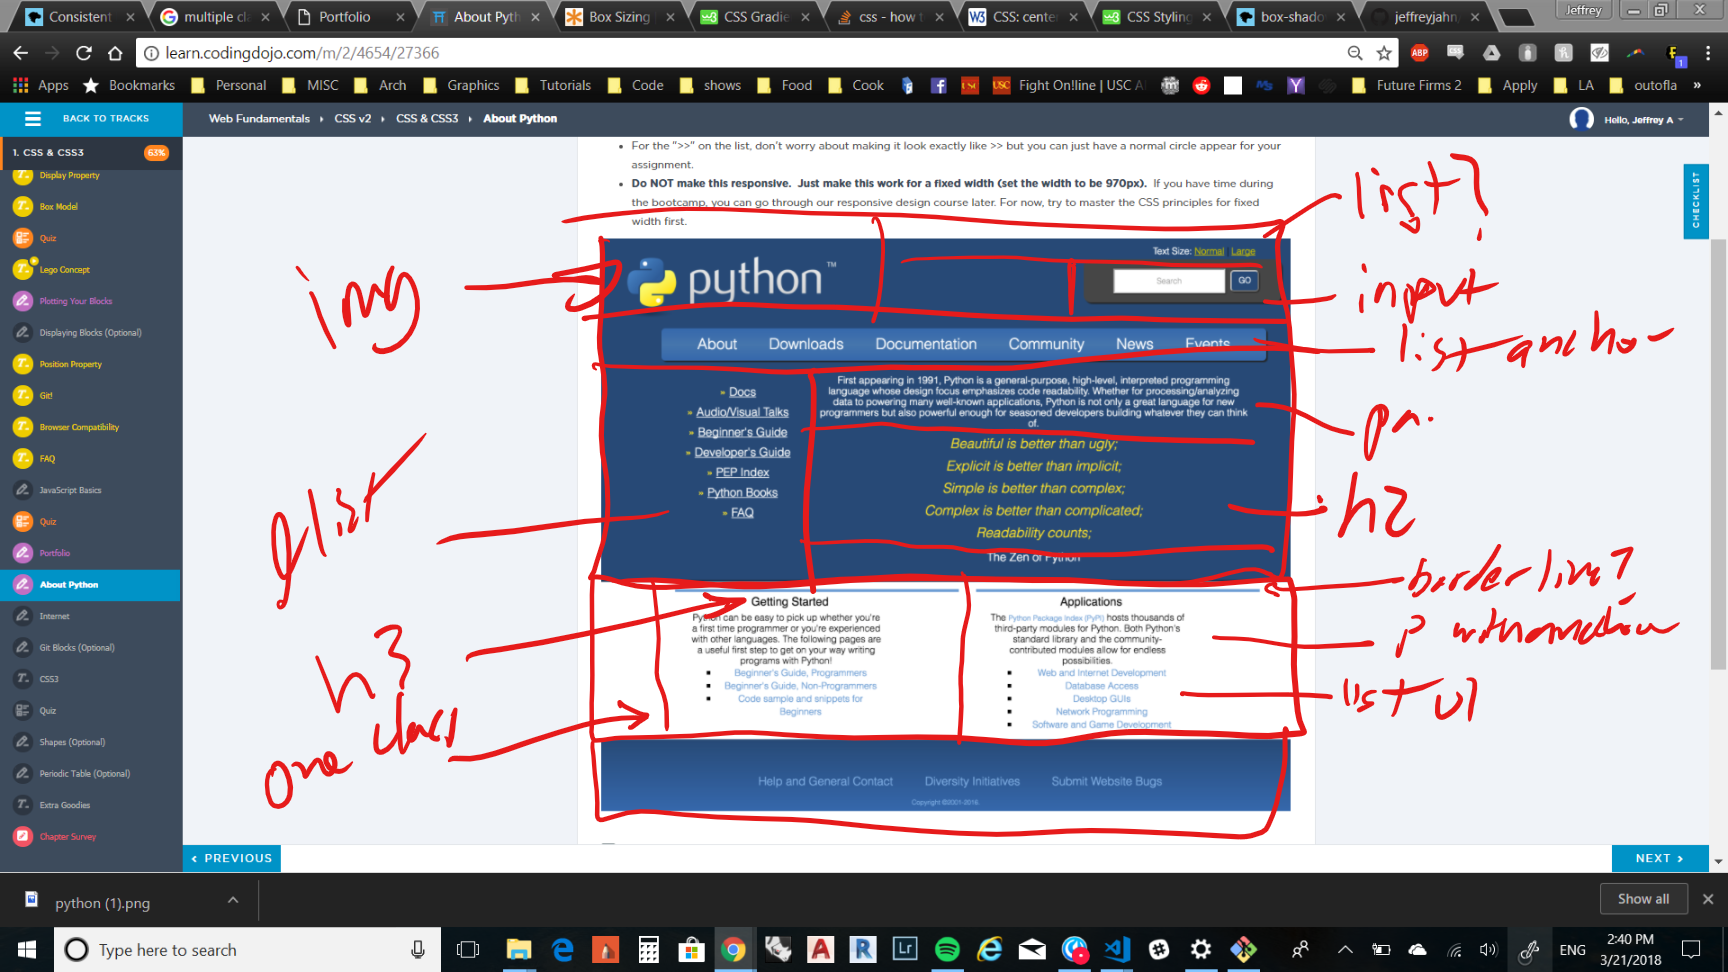 Consistent
multiple cla
Portfolio
About Pyth
Box Sizing
CSS Gradie
css - how t
CSS: cente
CSS Styling
box-shado
jeffreyjahn/
Jeffrey
learn.codingdojo.com/m/2/4654/27366
Apps
Bookmarks
Personal
MISC
Arch
Graphics
Tutorials
Code
shows
Food
Cook
Fight On!line | USC Al
Future Firms 2
Apply
LA
outofla
»
BACK TO TRACKS
Web Fundamentals › CSS v2 › CSS & CSS3 › About Python
Hello, Jeffrey A
1. CSS & CSS3 63%
Display Property
Box Model
Quiz
Lego Concept
Plotting Your Blocks
Displaying Blocks (Optional)
Position Property
Git!
Browser Compatibility
FAQ
JavaScript Basics
Quiz
Portfolio
About Python
Internet
Git Blocks (Optional)
CSS3
Quiz
Shapes (Optional)
Periodic Table (Optional)
Extra Goodies
Chapter Survey
• For the ">>" on the list, don't worry about making it look exactly like >> but you can just have a normal circle appear for your
assignment.
• Do NOT make this responsive. Just make this work for a fixed width (set the width to be 970px). If you have time during
the bootcamp, you can go through our responsive design course later. For now, try to master the CSS principles for fixed
width first.
CHECKLIST
list?
Text Size: Normal | Large
img
python™
Search
GO
input
About
Downloads
Documentation
Community
News
Events
list anchor
» Docs
» Audio/Visual Talks
» Beginner's Guide
» Developer's Guide
» PEP Index
» Python Books
» FAQ
First appearing in 1991, Python is a general-purpose, high-level, interpreted programming
language whose design focus emphasizes code readability. Whether for processing/analyzing
data to powering many well-known applications, Python is not only a great language for new
programmers but also powerful enough for seasoned developers building whatever they can think
of.
Beautiful is better than ugly;
Explicit is better than implicit;
Simple is better than complex;
Complex is better than complicated;
Readability counts;
The Zen of Python
list
h2
border line?
Getting Started
Python can be easy to pick up whether you're
a first time programmer or you're experienced
with other languages. The following pages are
a useful first step to get on your way writing
programs with Python!
Beginner's Guide, Programmers
Beginner's Guide, Non-Programmers
Code sample and snippets for
Beginners
Applications
The Python Package Index (PyPI) hosts thousands of
third-party modules for Python. Both Python's
standard library and the community-
contributed modules allow for endless
possibilities.
Web and Internet Development
Database Access
Desktop GUIs
Network Programming
Software and Game Development
h3
one class
p with
list ul
Help and General Contact
Diversity Initiatives
Submit Website Bugs
Copyright ©2001-2016.
‹ PREVIOUS
NEXT ›
python (1).png
Show all
Type here to search
ENG
2:40 PM
3/21/2018